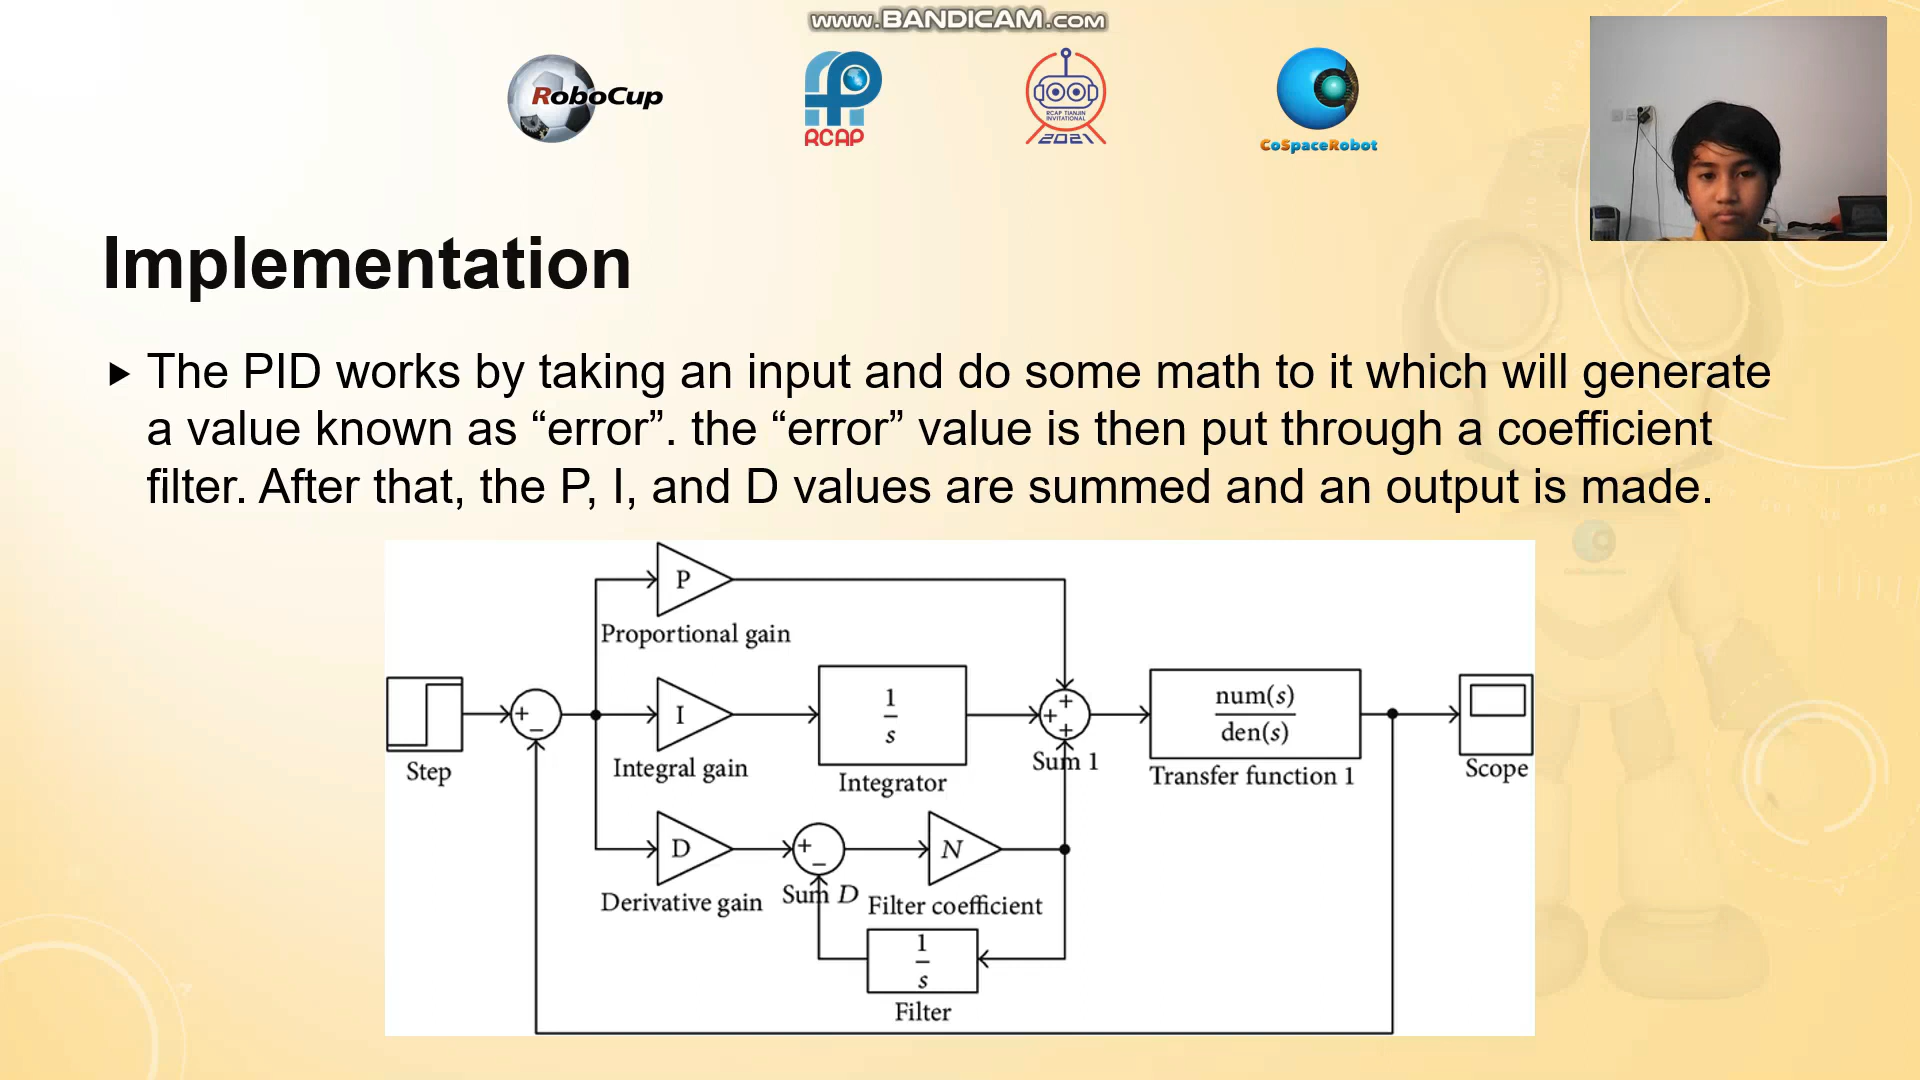 www.BANDICAM.com
RoboCup
RCAP
RCAP TIANJIN
INVITATIONAL
2021
CoSpaceRobot
Implementation
The PID works by taking an input and do some math to it which will generate
a value known as “error”. the “error” value is then put through a coefficient
filter. After that, the P, I, and D values are summed and an output is made.
P
Proportional gain
Step
+
−
I
Integral gain
1
s
Integrator
+
+
+
Sum 1
num(s)
den(s)
Transfer function 1
Scope
D
Derivative gain
+
−
Sum D
N
Filter coefficient
1
s
Filter